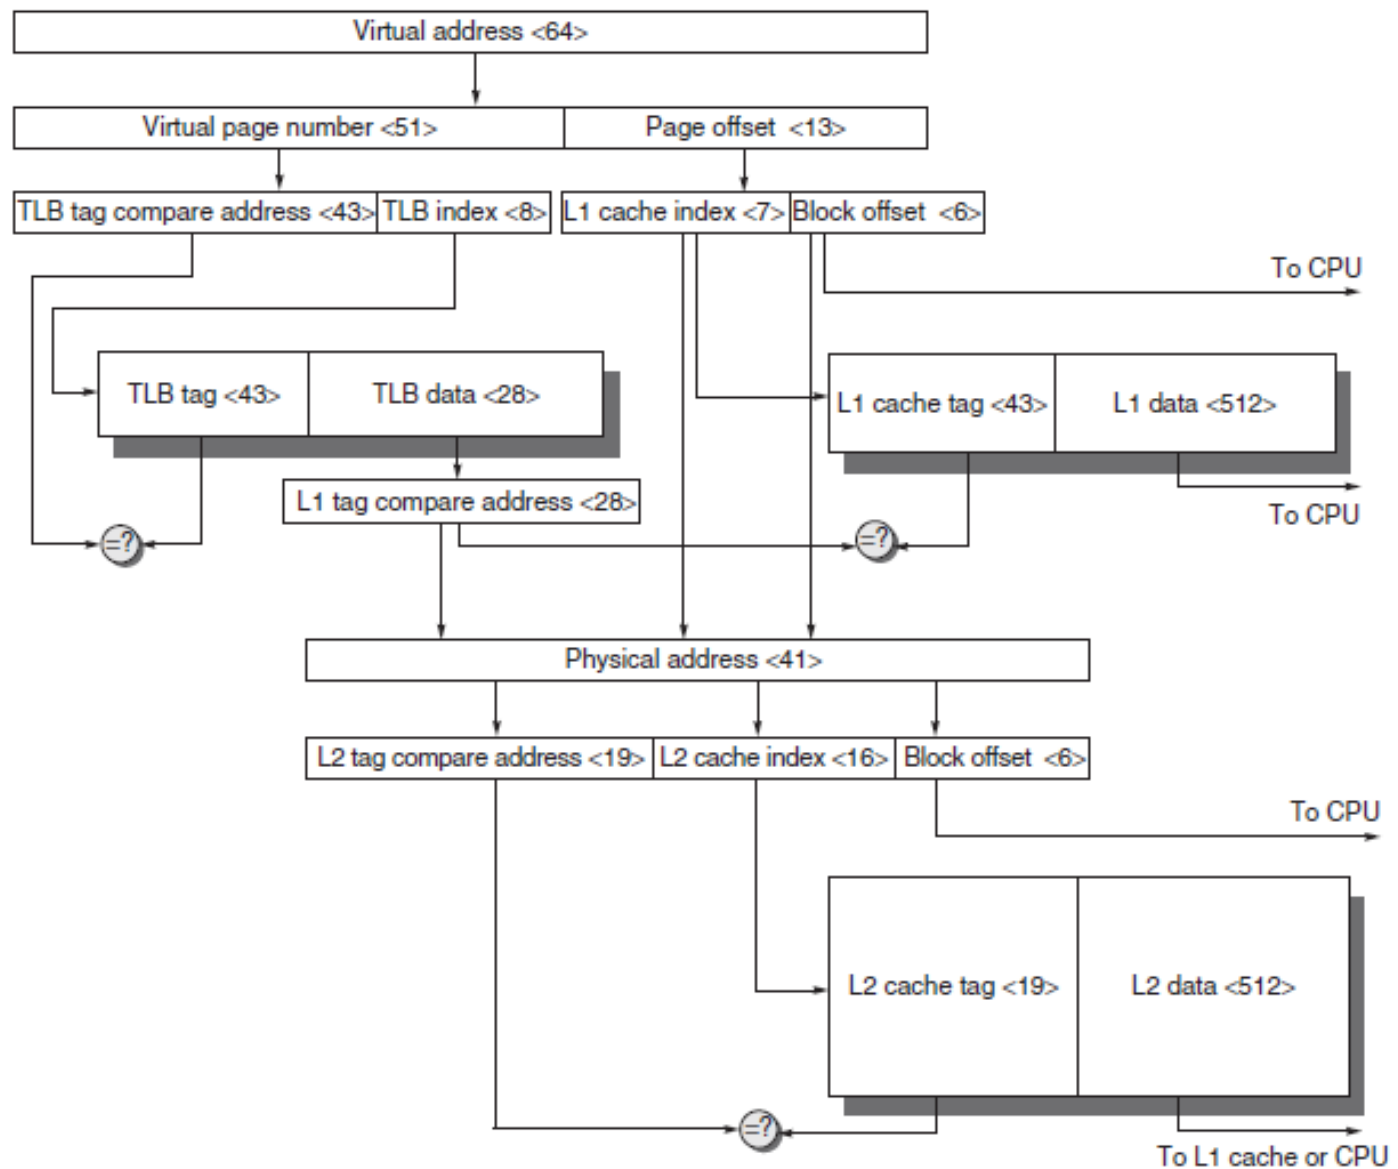 Virtual address <64>
Virtual page number <51> Page offset <13>
TLB tag compare address <43> TLB index <8> L1 cache index <7> Block offset <6>
To CPU
TLB tag <43> TLB data <28> L1 cache tag <43> L1 data <512>
L1 tag compare address <28>
To CPU
=? =?
Physical address <41>
L2 tag compare address <19> L2 cache index <16> Block offset <6>
To CPU
L2 cache tag <19> L2 data <512>
=?
To L1 cache or CPU